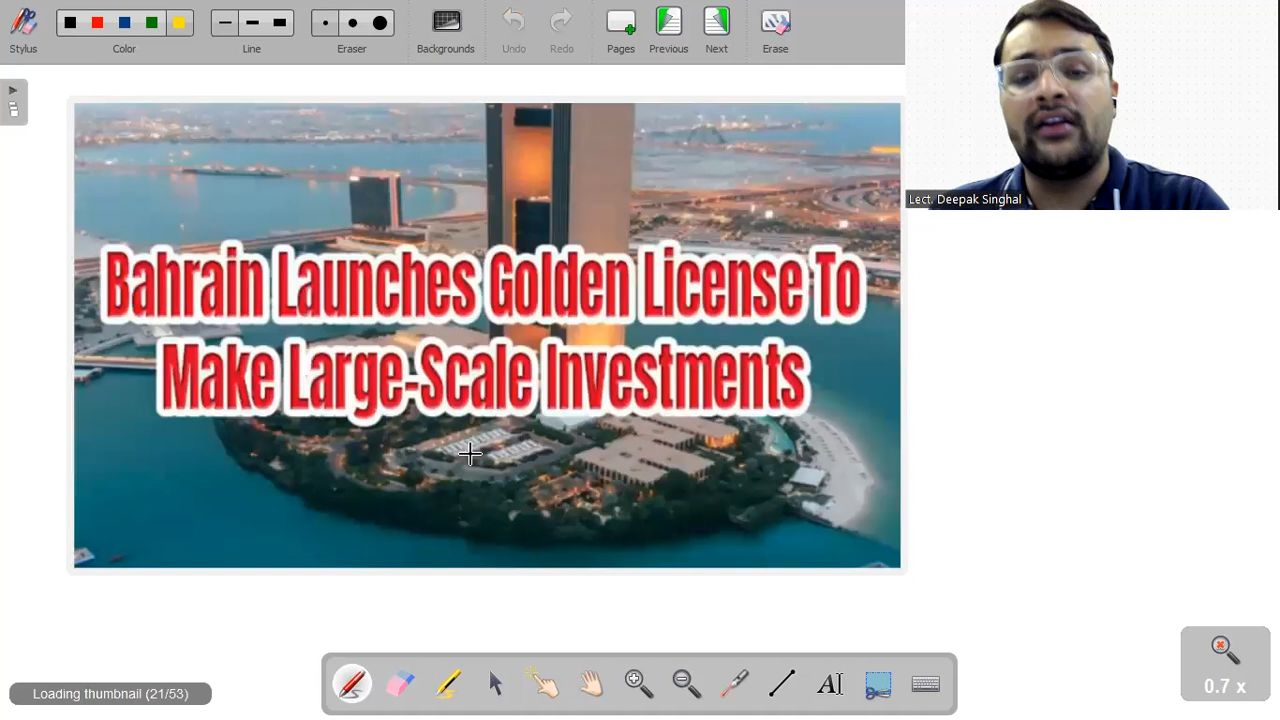 Stylus
Color
Line
Eraser
Backgrounds
Undo
Redo
Pages
Previous
Next
Erase
Lect. Deepak Singhal
Bahrain Launches Golden License To
Make Large-Scale Investments
Loading thumbnail (21/53)
AI
0.7 x